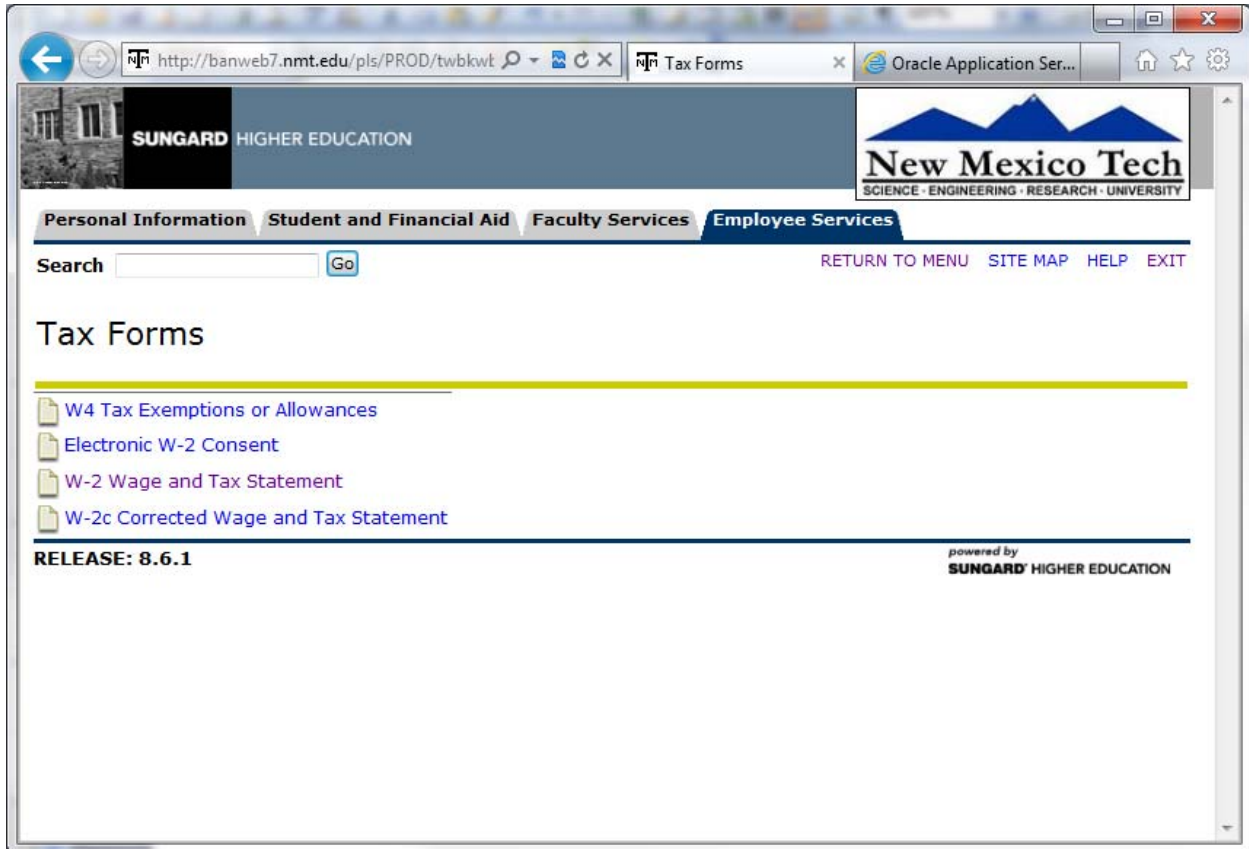 http://banweb7.nmt.edu/pls/PROD/twbkwt
Tax Forms
Oracle Application Ser...
SUNGARD HIGHER EDUCATION
New Mexico Tech
SCIENCE · ENGINEERING · RESEARCH · UNIVERSITY
Personal Information Student and Financial Aid Faculty Services Employee Services
Search Go RETURN TO MENU SITE MAP HELP EXIT
Tax Forms
W4 Tax Exemptions or Allowances
Electronic W-2 Consent
W-2 Wage and Tax Statement
W-2c Corrected Wage and Tax Statement
RELEASE: 8.6.1
powered by
SUNGARD' HIGHER EDUCATION